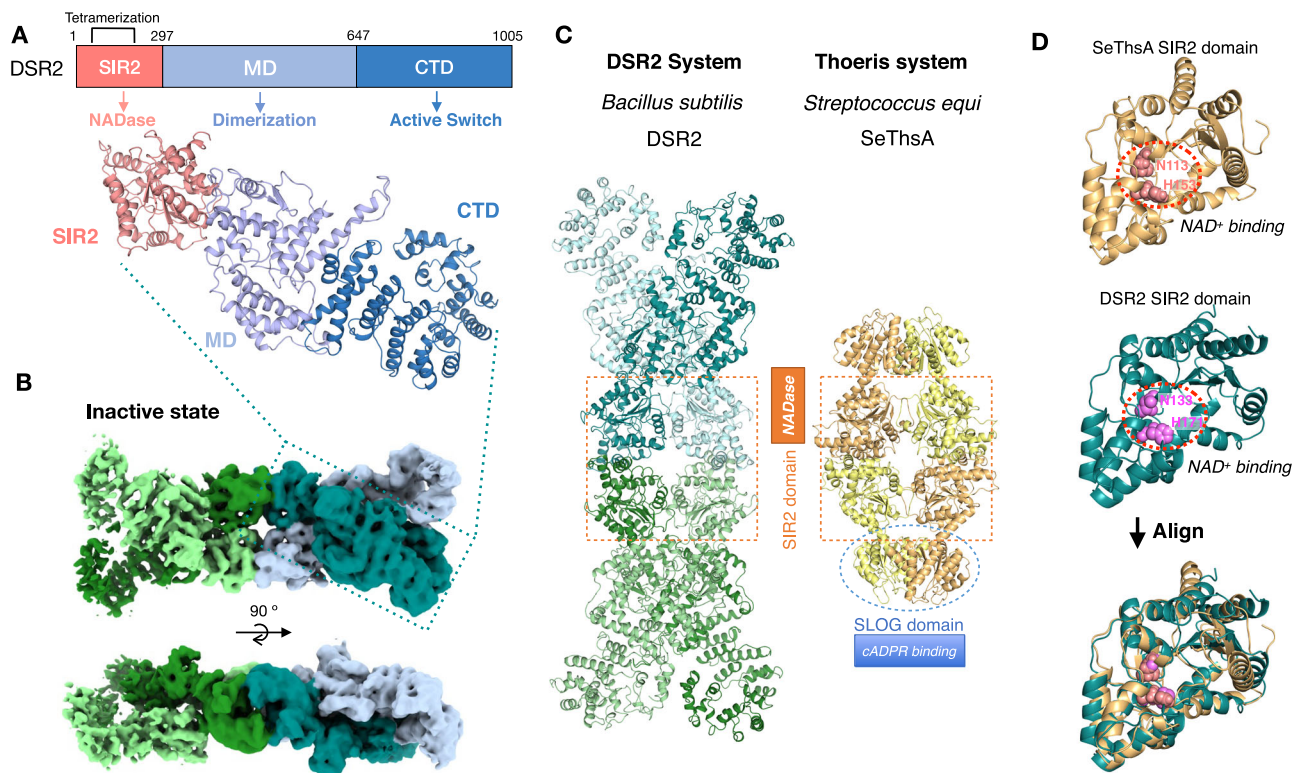 A
Tetramerization
1 297 647 1005
DSR2 SIR2 MD CTD
NADase Dimerization Active Switch
SIR2
MD
CTD
B
Inactive state
90 °
C
DSR2 System Thoeris system
Bacillus subtilis Streptococcus equi
DSR2 SeThsA
NADase
SIR2 domain
SLOG domain
cADPR binding
D
SeThsA SIR2 domain
N113
H153
NAD+ binding
DSR2 SIR2 domain
N133
H171
NAD+ binding
Align